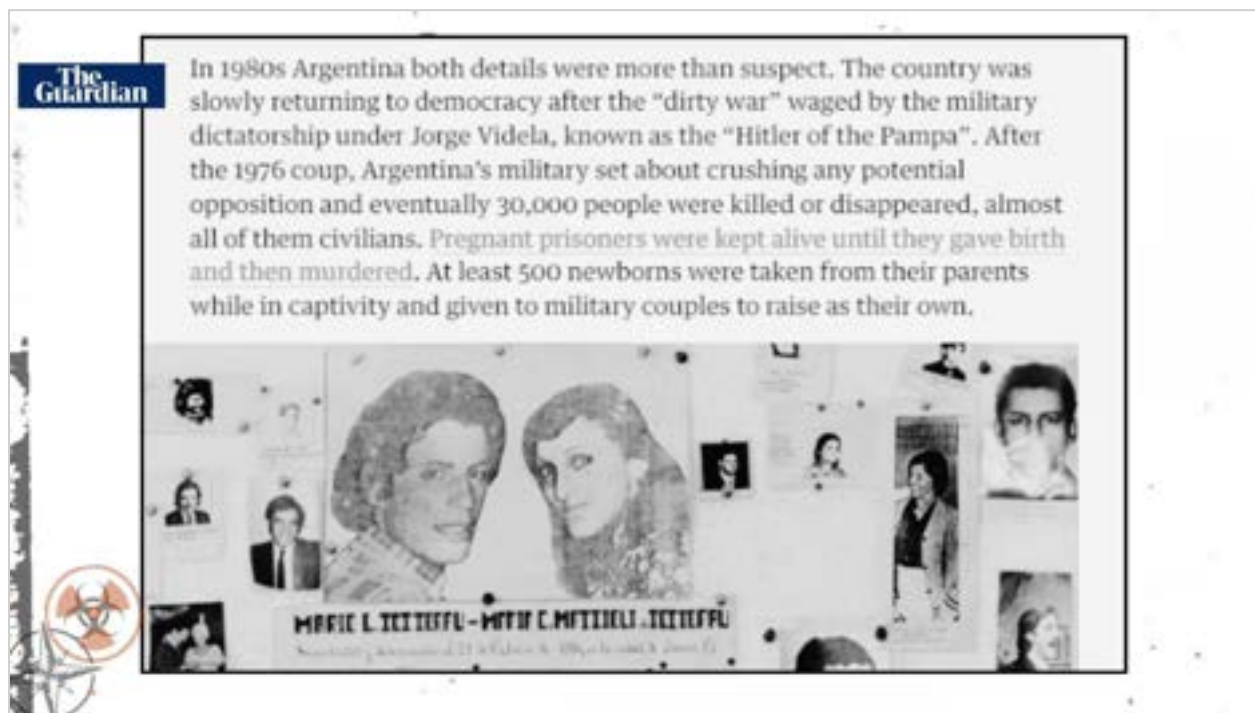 The
Guardian
In 1980s Argentina both details were more than suspect. The country was
slowly returning to democracy after the “dirty war” waged by the military
dictatorship under Jorge Videla, known as the “Hitler of the Pampa”. After
the 1976 coup, Argentina’s military set about crushing any potential
opposition and eventually 30,000 people were killed or disappeared, almost
all of them civilians. Pregnant prisoners were kept alive until they gave birth
and then murdered. At least 500 newborns were taken from their parents
while in captivity and given to military couples to raise as their own.